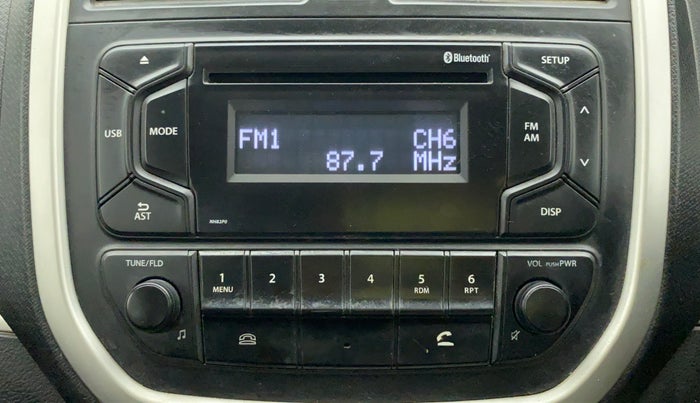 Bluetooth®
SETUP
USB
MODE
FM1 CH6
87.7 MHz
FM
AM
AST
DISP
TUNE/FLD
1
MENU
2
3
4
5
RDM
6
RPT
VOL PUSH PWR